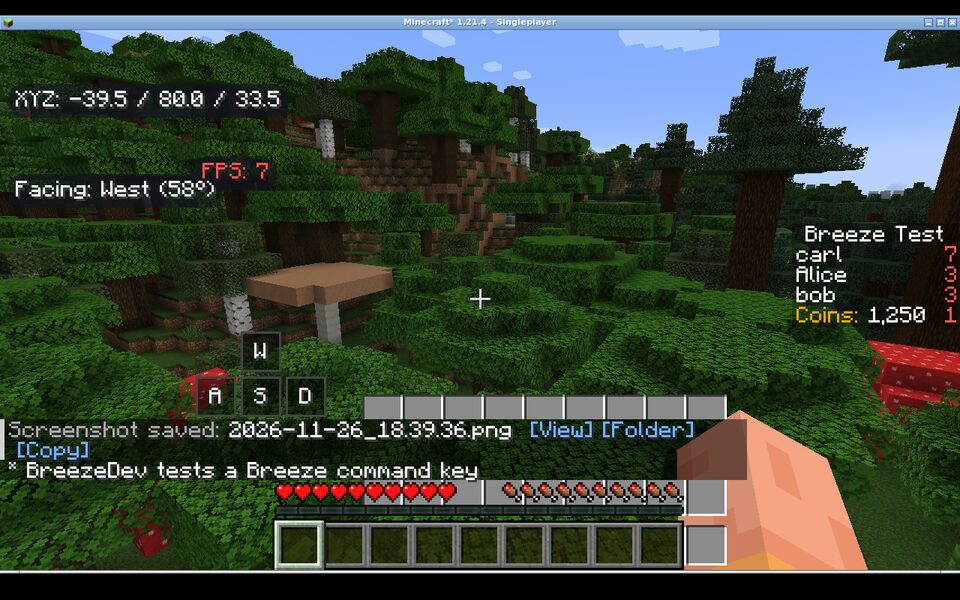 Minecraft* 1.21.4 - Singleplayer
XYZ: -39.5 / 80.0 / 33.5
FPS: 7
Facing: West (58°)
Breeze Test
carl 7
Alice 3
bob 3
Coins: 1,250 1
W
A S D
Screenshot saved: 2026-11-26_18.39.36.png [View] [Folder]
[Copy]
* BreezeDev tests a Breeze command key